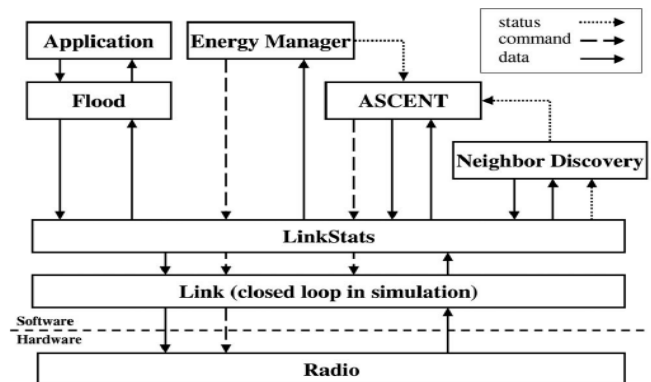 Application
Energy Manager
status
command
data
Flood
ASCENT
Neighbor Discovery
LinkStats
Link (closed loop in simulation)
Software
Hardware
Radio